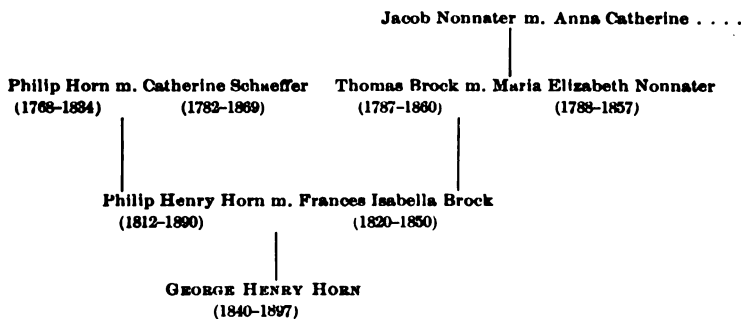 Jacob Nonnater m. Anna Catherine . . . .
Philip Horn m. Catherine Schaeffer Thomas Brock m. Maria Elizabeth Nonnater
(1768–1834) (1782–1869) (1787–1860) (1788–1857)
Philip Henry Horn m. Frances Isabella Brock
(1812–1890) (1820–1850)
GEORGE HENRY HORN
(1840–1897)